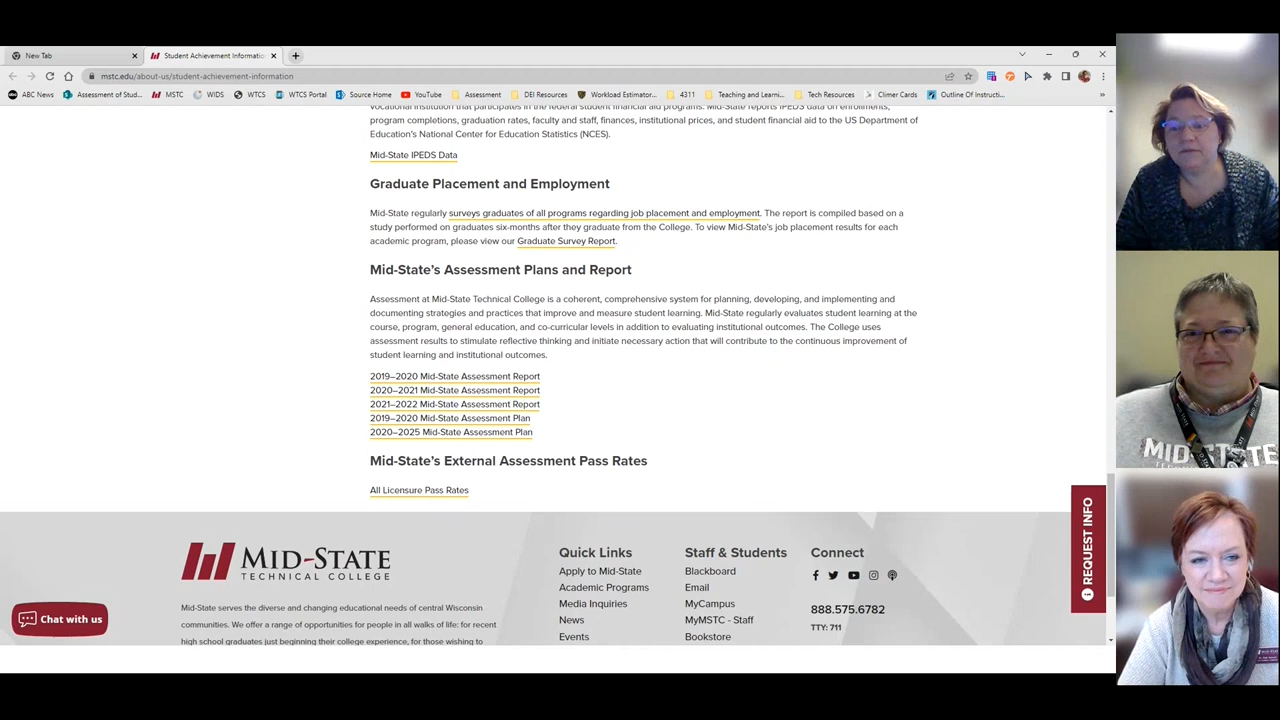 New Tab
Student Achievement Informatio
mstc.edu/about-us/student-achievement-information
ABC News Assessment of Stud... MSTC WIDS WTCS WTCS Portal Source Home YouTube Assessment DEI Resources Workload Estimator... 4311 Teaching and Learni... Tech Resources Climer Cards Outline Of Instructi... »
vocational institution that participates in the federal student financial aid programs. Mid-State reports IPEDS data on enrollments,
program completions, graduation rates, faculty and staff, finances, institutional prices, and student financial aid to the US Department of
Education's National Center for Education Statistics (NCES).
Mid-State IPEDS Data
Graduate Placement and Employment
Mid-State regularly surveys graduates of all programs regarding job placement and employment. The report is compiled based on a
study performed on graduates six-months after they graduate from the College. To view Mid-State's job placement results for each
academic program, please view our Graduate Survey Report.
Mid-State's Assessment Plans and Report
Assessment at Mid-State Technical College is a coherent, comprehensive system for planning, developing, and implementing and
documenting strategies and practices that improve and measure student learning. Mid-State regularly evaluates student learning at the
course, program, general education, and co-curricular levels in addition to evaluating institutional outcomes. The College uses
assessment results to stimulate reflective thinking and initiate necessary action that will contribute to the continuous improvement of
student learning and institutional outcomes.
2019–2020 Mid-State Assessment Report
2020–2021 Mid-State Assessment Report
2021–2022 Mid-State Assessment Report
2019–2020 Mid-State Assessment Plan
2020–2025 Mid-State Assessment Plan
Mid-State's External Assessment Pass Rates
All Licensure Pass Rates
MID-STATE
TECHNICAL COLLEGE
Mid-State serves the diverse and changing educational needs of central Wisconsin
communities. We offer a range of opportunities for people in all walks of life: for recent
high school graduates just beginning their college experience, for those wishing to
Quick Links
Apply to Mid-State
Academic Programs
Media Inquiries
News
Events
Staff & Students
Blackboard
Email
MyCampus
MyMSTC - Staff
Bookstore
Connect
888.575.6782
TTY: 711
REQUEST INFO
Chat with us